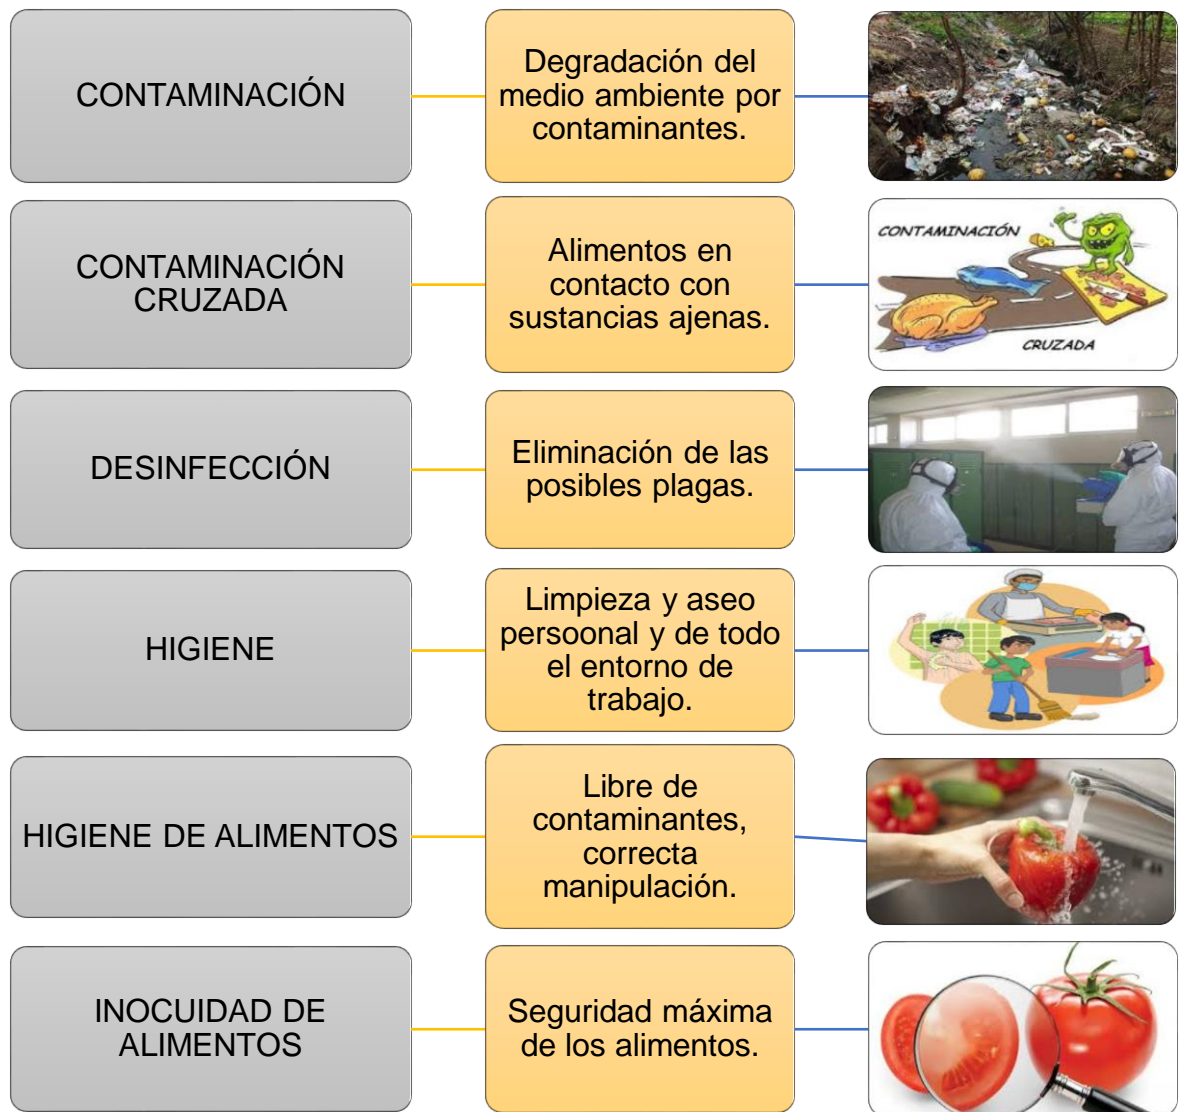 CONTAMINACIÓN
Degradación del
medio ambiente por
contaminantes.
CONTAMINACIÓN
CRUZADA
Alimentos en
contacto con
sustancias ajenas.
CONTAMINACIÓN
CRUZADA
DESINFECCIÓN
Eliminación de las
posibles plagas.
HIGIENE
Limpieza y aseo
persoonal y de todo
el entorno de
trabajo.
HIGIENE DE ALIMENTOS
Libre de
contaminantes,
correcta
manipulación.
INOCUIDAD DE
ALIMENTOS
Seguridad máxima
de los alimentos.